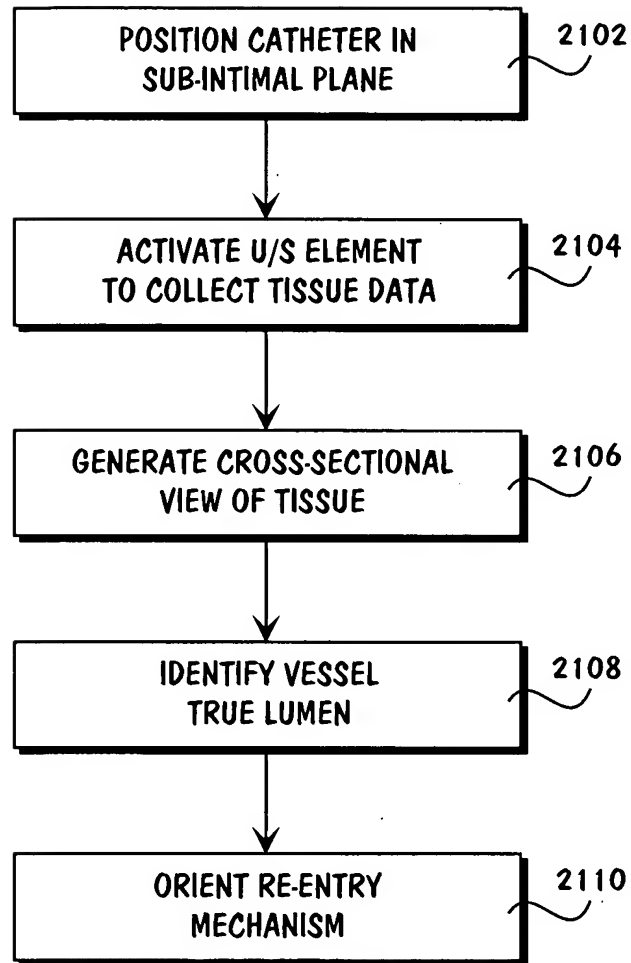 POSITION CATHETER IN
SUB-INTIMAL PLANE
2102
ACTIVATE U/S ELEMENT
TO COLLECT TISSUE DATA
2104
GENERATE CROSS-SECTIONAL
VIEW OF TISSUE
2106
IDENTIFY VESSEL
TRUE LUMEN
2108
ORIENT RE-ENTRY
MECHANISM
2110